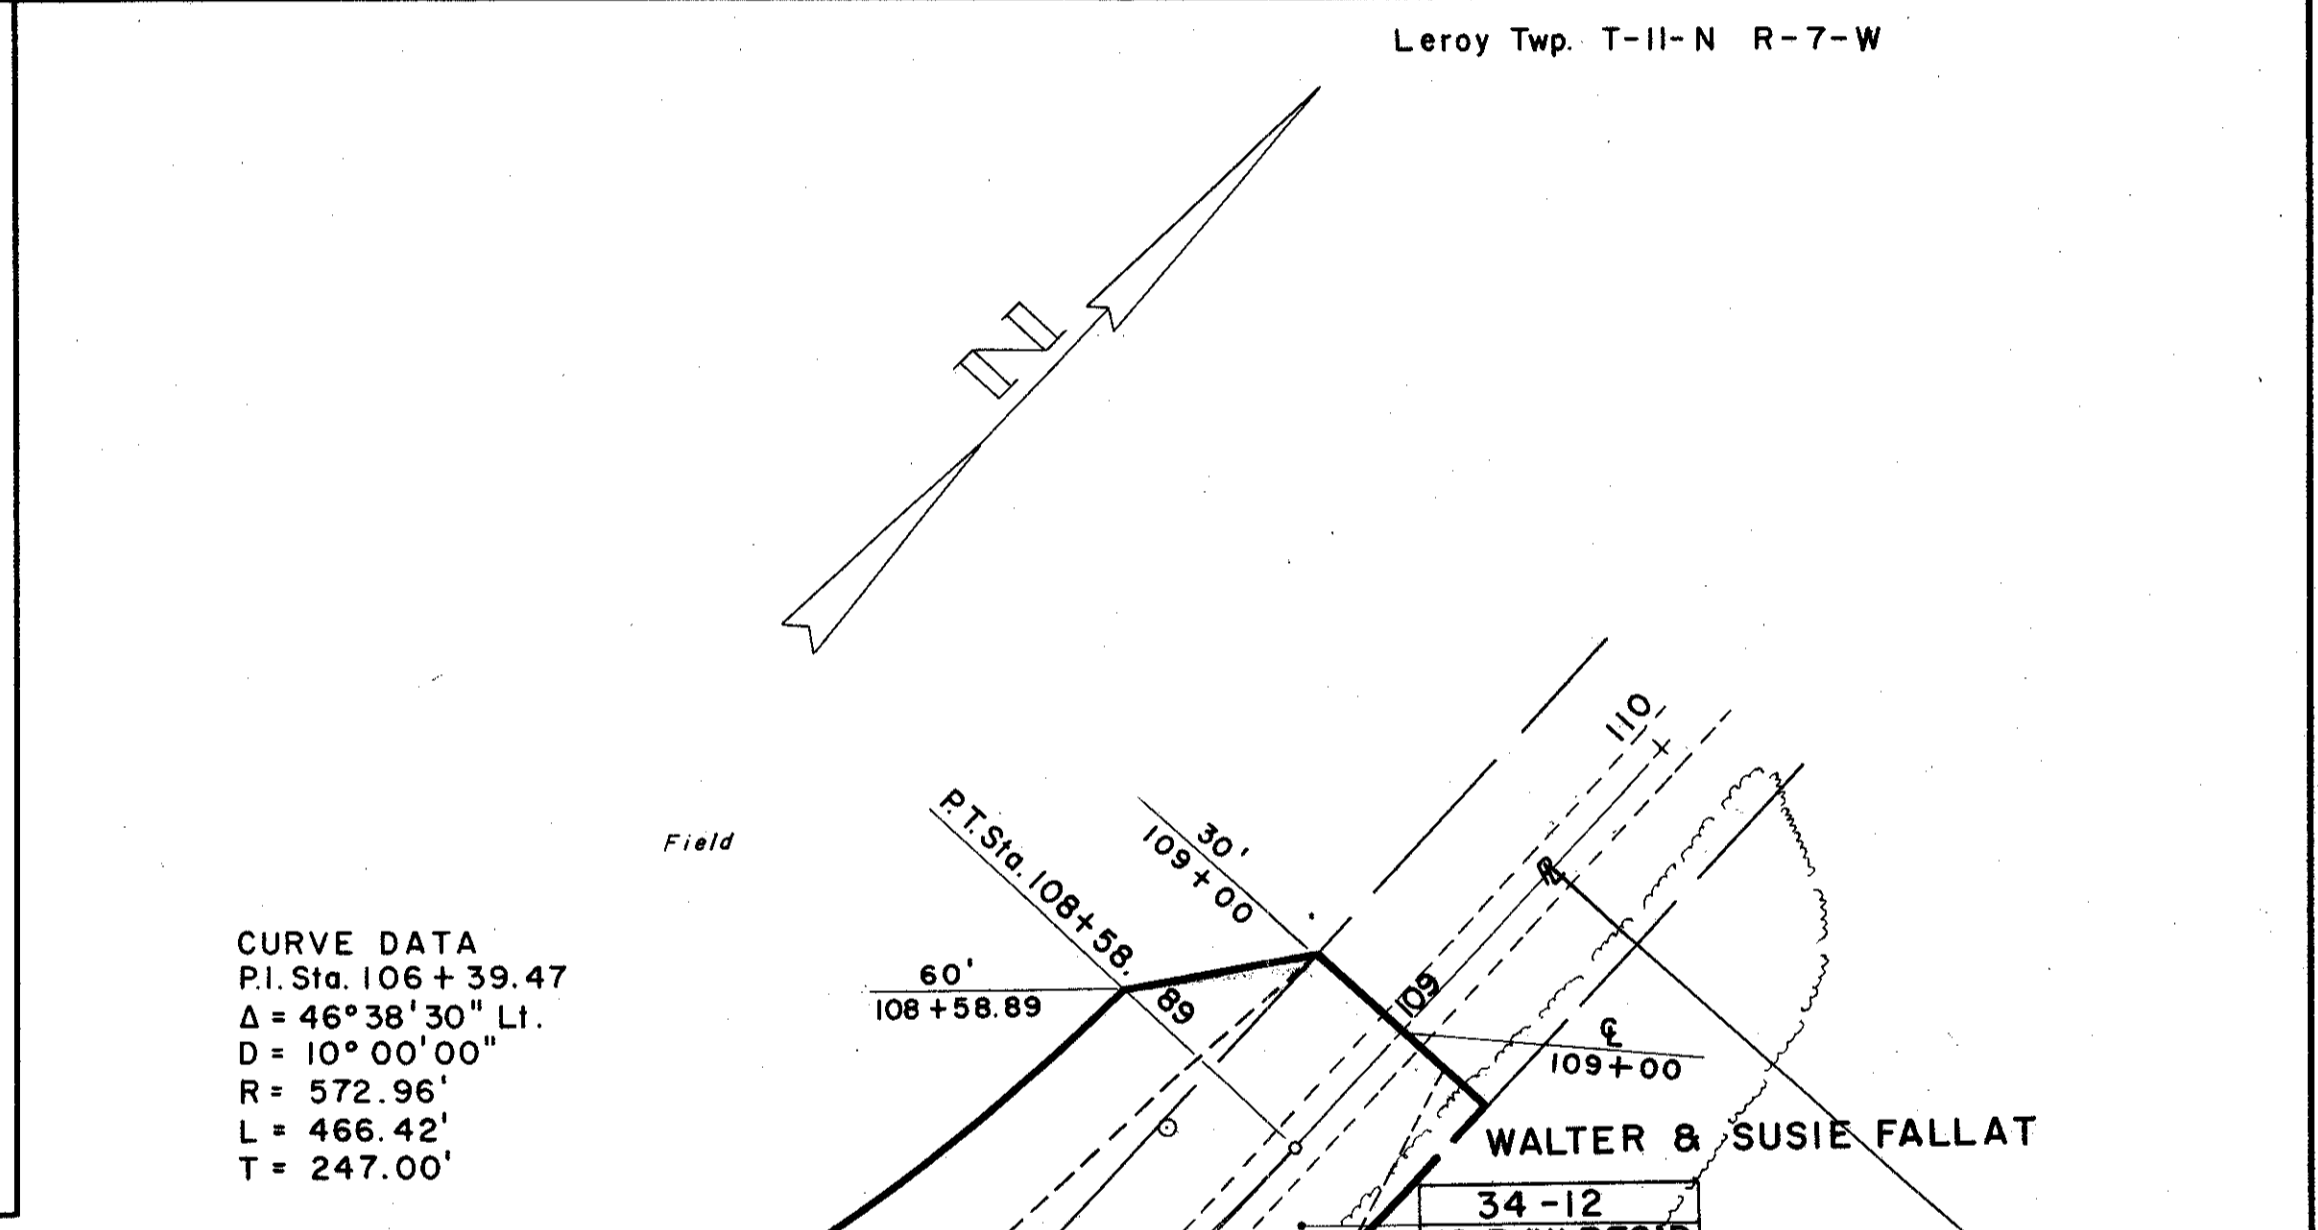 Leroy Twp. T-11-N R-7-W
N
110
Field
P.T. Sta. 108+58.89
30'
109+00
60'
108+58.89
109
℄
109+00
CURVE DATA
P.I. Sta. 106+39.47
Δ = 46°38'30" Lt.
D = 10°00'00"
R = 572.96'
L = 466.42'
T = 247.00'
WALTER & SUSIE FALLAT
34-12